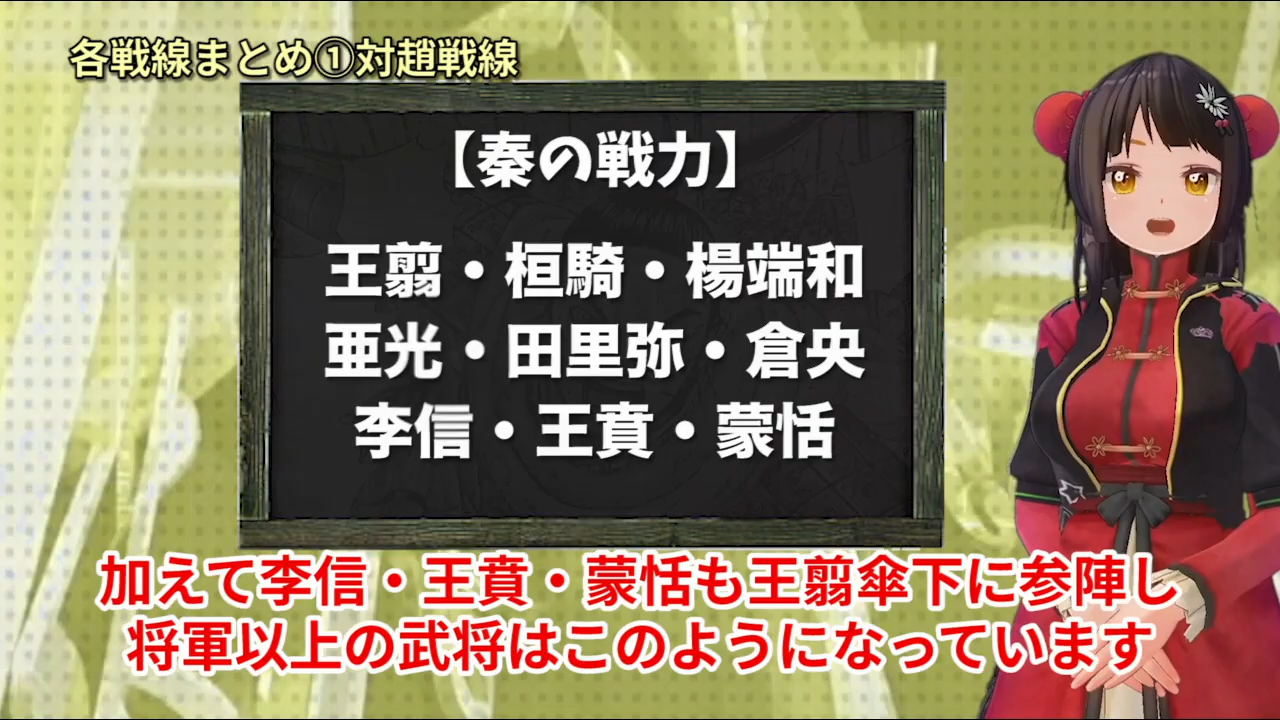 各戦線まとめ①対趙戦線
【秦の戦力】
王翦・桓騎・楊端和
亜光・田里弥・倉央
李信・王賁・蒙恬
加えて李信・王賁・蒙恬も王翦傘下に参陣し
将軍以上の武将はこのようになっています